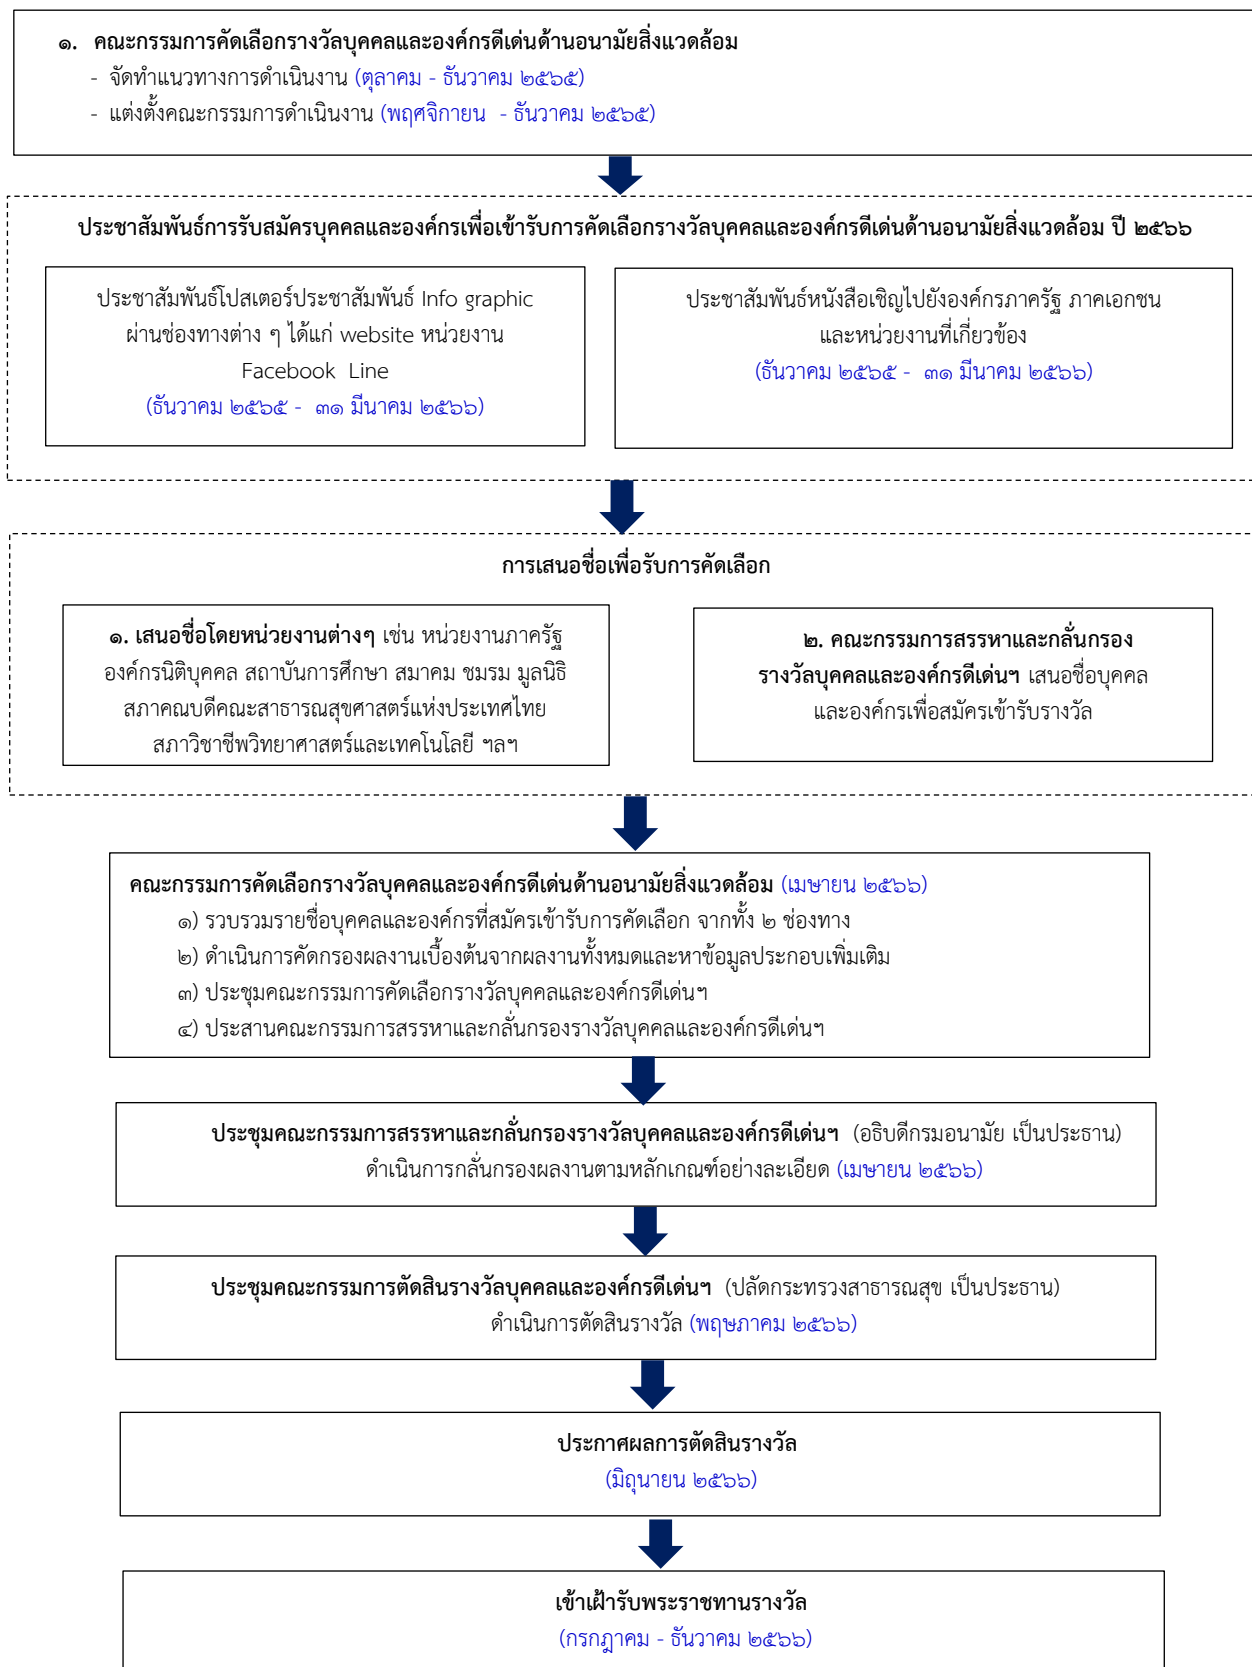 ๑. คณะกรรมการคัดเลือกรางวัลบุคคลและองค์กรดีเด่นด้านอนามัยสิ่งแวดล้อม
- จัดทำแนวทางการดำเนินงาน (ตุลาคม - ธันวาคม ๒๕๖๕)
- แต่งตั้งคณะกรรมการดำเนินงาน (พฤศจิกายน - ธันวาคม ๒๕๖๕)
ประชาสัมพันธ์การรับสมัครบุคคลและองค์กรเพื่อเข้ารับการคัดเลือกรางวัลบุคคลและองค์กรดีเด่นด้านอนามัยสิ่งแวดล้อม ปี ๒๕๖๖
ประชาสัมพันธ์โปสเตอร์ประชาสัมพันธ์ Info graphic
ผ่านช่องทางต่าง ๆ ได้แก่ website หน่วยงาน
Facebook Line
(ธันวาคม ๒๕๖๕ - ๓๑ มีนาคม ๒๕๖๖)
ประชาสัมพันธ์หนังสือเชิญไปยังองค์กรภาครัฐ ภาคเอกชน
และหน่วยงานที่เกี่ยวข้อง
(ธันวาคม ๒๕๖๕ - ๓๑ มีนาคม ๒๕๖๖)
การเสนอชื่อเพื่อรับการคัดเลือก
๑. เสนอชื่อโดยหน่วยงานต่างๆ เช่น หน่วยงานภาครัฐ
องค์กรนิติบุคคล สถาบันการศึกษา สมาคม ชมรม มูลนิธิ
สภาคณบดีคณะสาธารณสุขศาสตร์แห่งประเทศไทย
สภาวิชาชีพวิทยาศาสตร์และเทคโนโลยี ฯลฯ
๒. คณะกรรมการสรรหาและกลั่นกรอง
รางวัลบุคคลและองค์กรดีเด่นฯ เสนอชื่อบุคคล
และองค์กรเพื่อสมัครเข้ารับรางวัล
คณะกรรมการคัดเลือกรางวัลบุคคลและองค์กรดีเด่นด้านอนามัยสิ่งแวดล้อม (เมษายน ๒๕๖๖)
๑) รวบรวมรายชื่อบุคคลและองค์กรที่สมัครเข้ารับการคัดเลือก จากทั้ง ๒ ช่องทาง
๒) ดำเนินการคัดกรองผลงานเบื้องต้นจากผลงานทั้งหมดและหาข้อมูลประกอบเพิ่มเติม
๓) ประชุมคณะกรรมการคัดเลือกรางวัลบุคคลและองค์กรดีเด่นฯ
๔) ประสานคณะกรรมการสรรหาและกลั่นกรองรางวัลบุคคลและองค์กรดีเด่นฯ
ประชุมคณะกรรมการสรรหาและกลั่นกรองรางวัลบุคคลและองค์กรดีเด่นฯ (อธิบดีกรมอนามัย เป็นประธาน)
ดำเนินการกลั่นกรองผลงานตามหลักเกณฑ์อย่างละเอียด (เมษายน ๒๕๖๖)
ประชุมคณะกรรมการตัดสินรางวัลบุคคลและองค์กรดีเด่นฯ (ปลัดกระทรวงสาธารณสุข เป็นประธาน)
ดำเนินการตัดสินรางวัล (พฤษภาคม ๒๕๖๖)
ประกาศผลการตัดสินรางวัล
(มิถุนายน ๒๕๖๖)
เข้าเฝ้ารับพระราชทานรางวัล
(กรกฎาคม - ธันวาคม ๒๕๖๖)